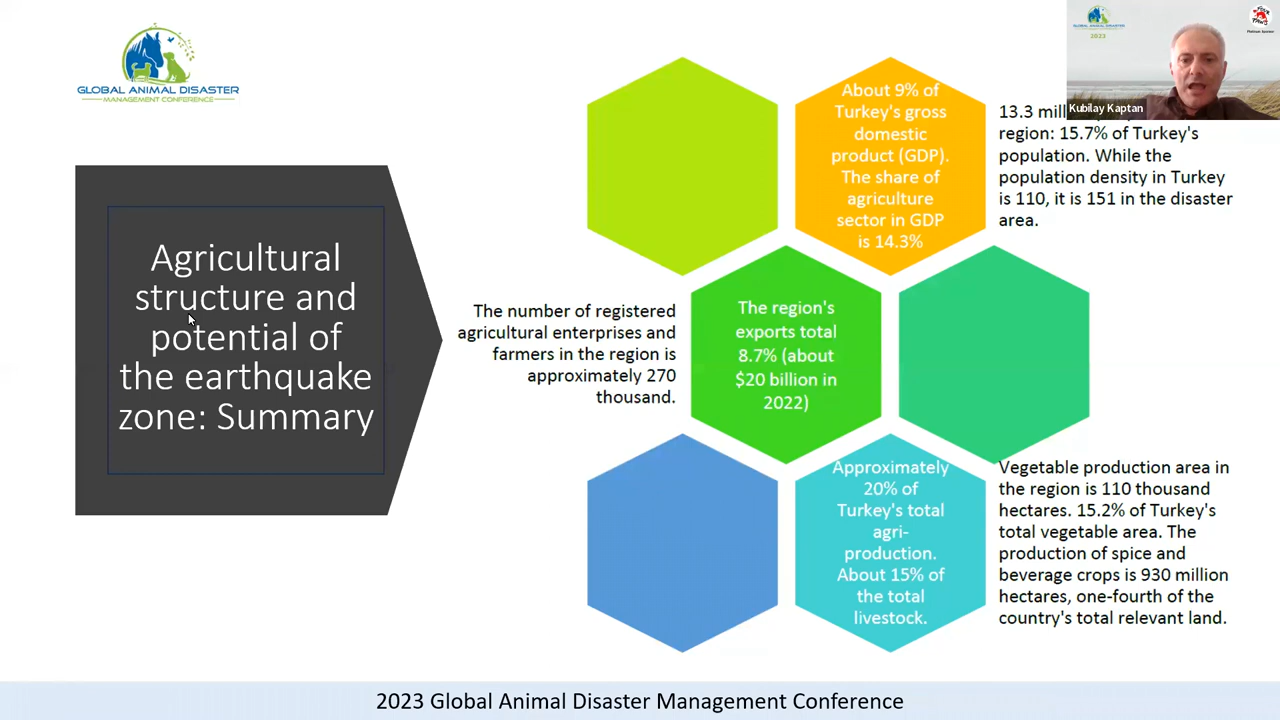 GLOBAL ANIMAL DISASTER
MANAGEMENT CONFERENCE
Agricultural
structure and
potential of
the earthquake
zone: Summary
About 9% of
Turkey's gross
domestic
product (GDP).
The share of
agriculture
sector in GDP
is 14.3%
GLOBAL ANIMAL DISASTER
2023
Kubilay Kaptan
13.3
region: 15.7% of Turkey's
population. While the
population density in Turkey
is 110, it is 151 in the disaster
area.
The number of registered
agricultural enterprises and
farmers in the region is
approximately 270
thousand.
The region's
exports total
8.7% (about
$20 billion in
2022)
Approximately
20% of
Turkey's total
agri-
production.
About 15% of
the total
livestock.
Vegetable production area in
the region is 110 thousand
hectares. 15.2% of Turkey's
total vegetable area. The
production of spice and
beverage crops is 930 million
hectares, one-fourth of the
country's total relevant land.
2023 Global Animal Disaster Management Conference